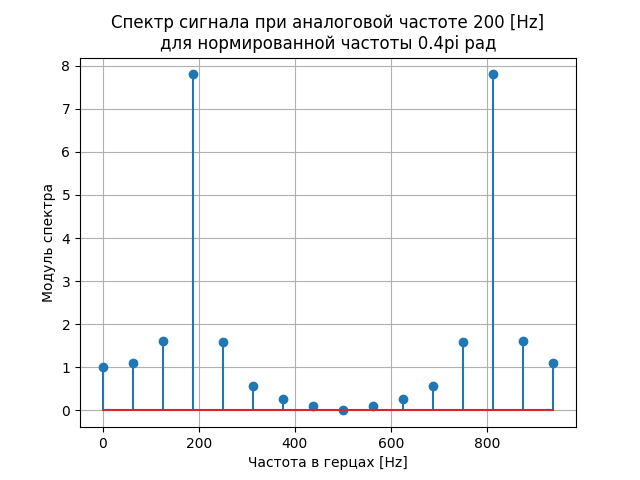 Спектр сигнала при аналоговой частоте 200 [Hz]
для нормированной частоты 0.4pi рад
8
7
6
5
4
3
2
1
0
Модуль спектра
0 200 400 600 800
Частота в герцах [Hz]